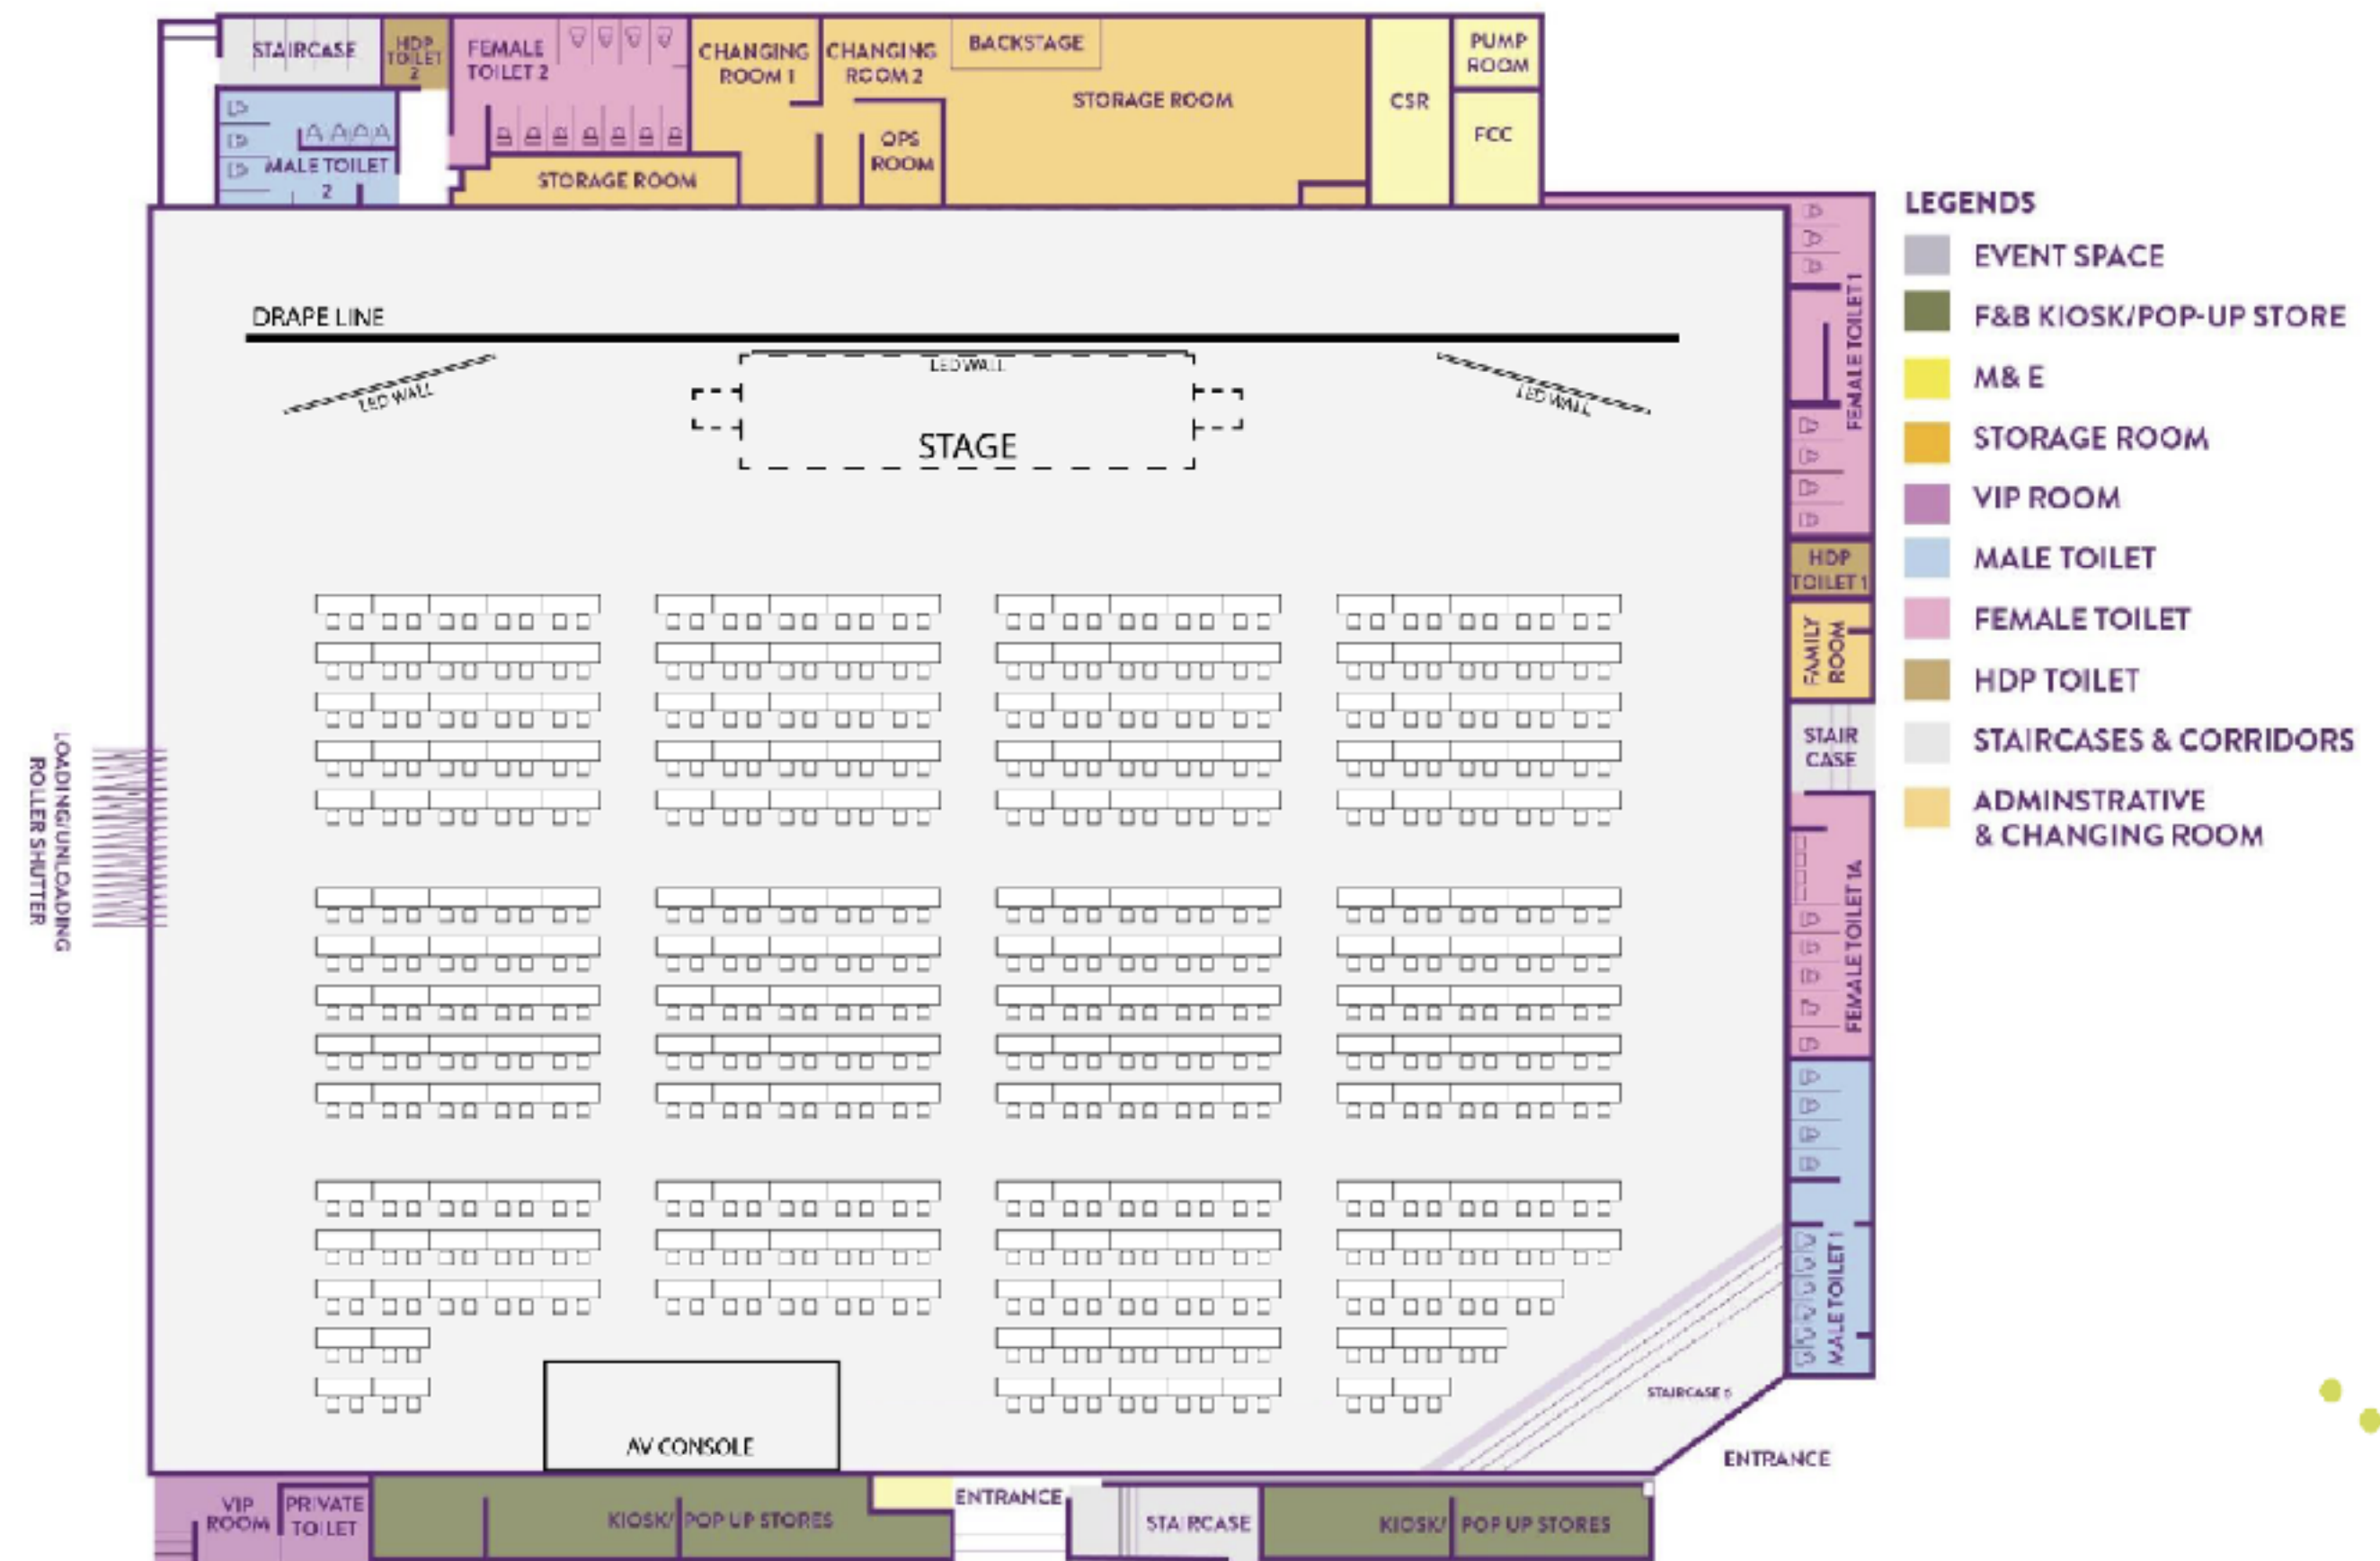 STAIRCASE
HDP
TOILET
2
FEMALE
TOILET 2
CHANGING
ROOM 1
CHANGING
ROOM 2
BACKSTAGE
STORAGE ROOM
CSR
PUMP
ROOM
FCC
MALE TOILET
2
STORAGE ROOM
OPS
ROOM
LEGENDS
EVENT SPACE
F&B KIOSK/POP-UP STORE
M& E
STORAGE ROOM
VIP ROOM
MALE TOILET
FEMALE TOILET
HDP TOILET
STAIRCASES & CORRIDORS
ADMINSTRATIVE
& CHANGING ROOM
DRAPE LINE
LED WALL
LED WALL
LED WALL
STAGE
FEMALE TOILET 1
HDP
TOILET 1
FAMILY
ROOM
STAIR
CASE
FEMALE TOILET 1A
MALE TOILET 1
LOADING/UNLOADING
ROLLER SHUTTER
AV CONSOLE
STAIRCASE
ENTRANCE
VIP
ROOM
PRIVATE
TOILET
KIOSK/ POP UP STORES
ENTRANCE
STAIRCASE
KIOSK/ POP UP STORES